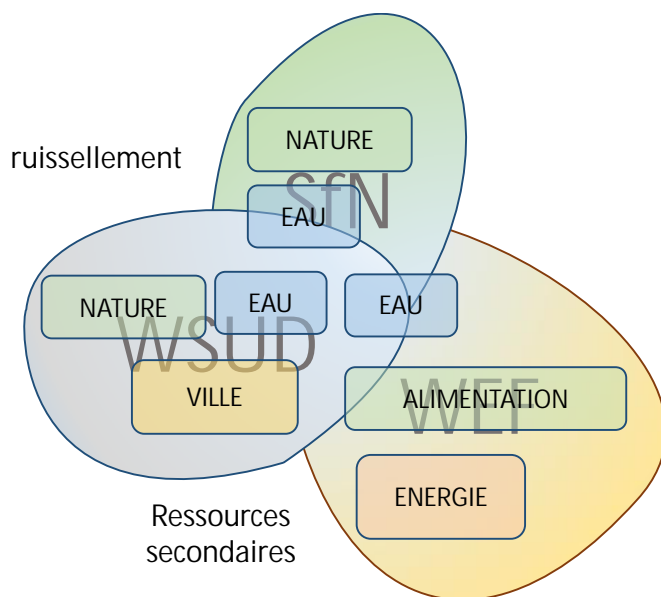 NATURE
ruissellement
SfN
EAU
NATURE
EAU
EAU
WSUD
VILLE
ALIMENTATION
WEF
ENERGIE
Ressources
secondaires